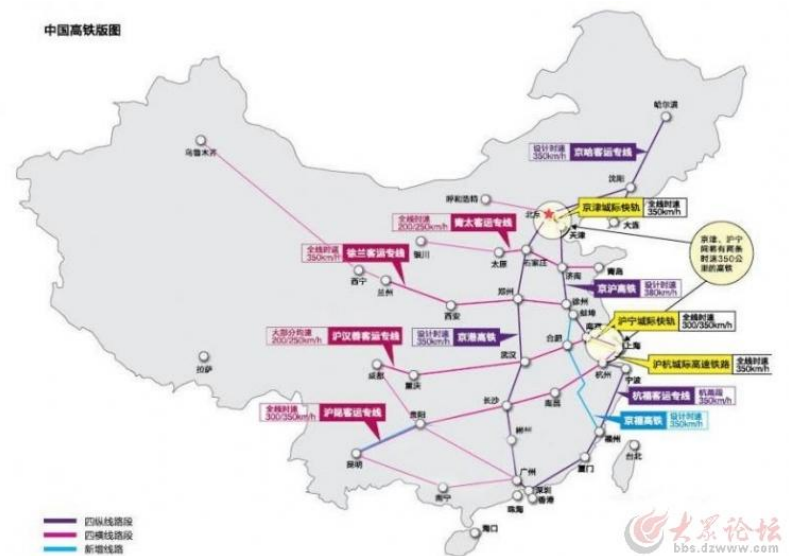 中国高铁版图
哈尔滨
乌鲁木齐
设计时速
350km/h
京哈客运专线
沈阳
呼和浩特
北京
京津城际快轨
全线时速
350km/h
大连
天津
全线时速
200/250km/h
青太客运专线
京津、沪宁
间都有两条
时速350公
里的高铁
全线时速
350km/h
徐兰客运专线
银川
太原
石家庄
济南
青岛
西宁
兰州
京沪高铁
设计时速
380km/h
郑州
徐州
西安
蚌埠
沪宁城际快轨
全线时速
300/350km/h
大部分时速
200/250km/h
沪汉蓉客运专线
设计时速
350km/h
京港高铁
合肥
南京
上海
拉萨
成都
重庆
武汉
杭州
宁波
沪杭城际高速铁路
全线时速
350km/h
杭福客运专线
杭甬段
350km/h
全线时速
300/350km/h
沪昆客运专线
贵阳
长沙
南昌
京福高铁
设计时速
350km/h
郴州
福州
昆明
台北
厦门
广州
南宁
深圳
珠海
香港
海口
四纵线路段
四横线路段
新增线路
大众论坛
bbs.dzwww.com